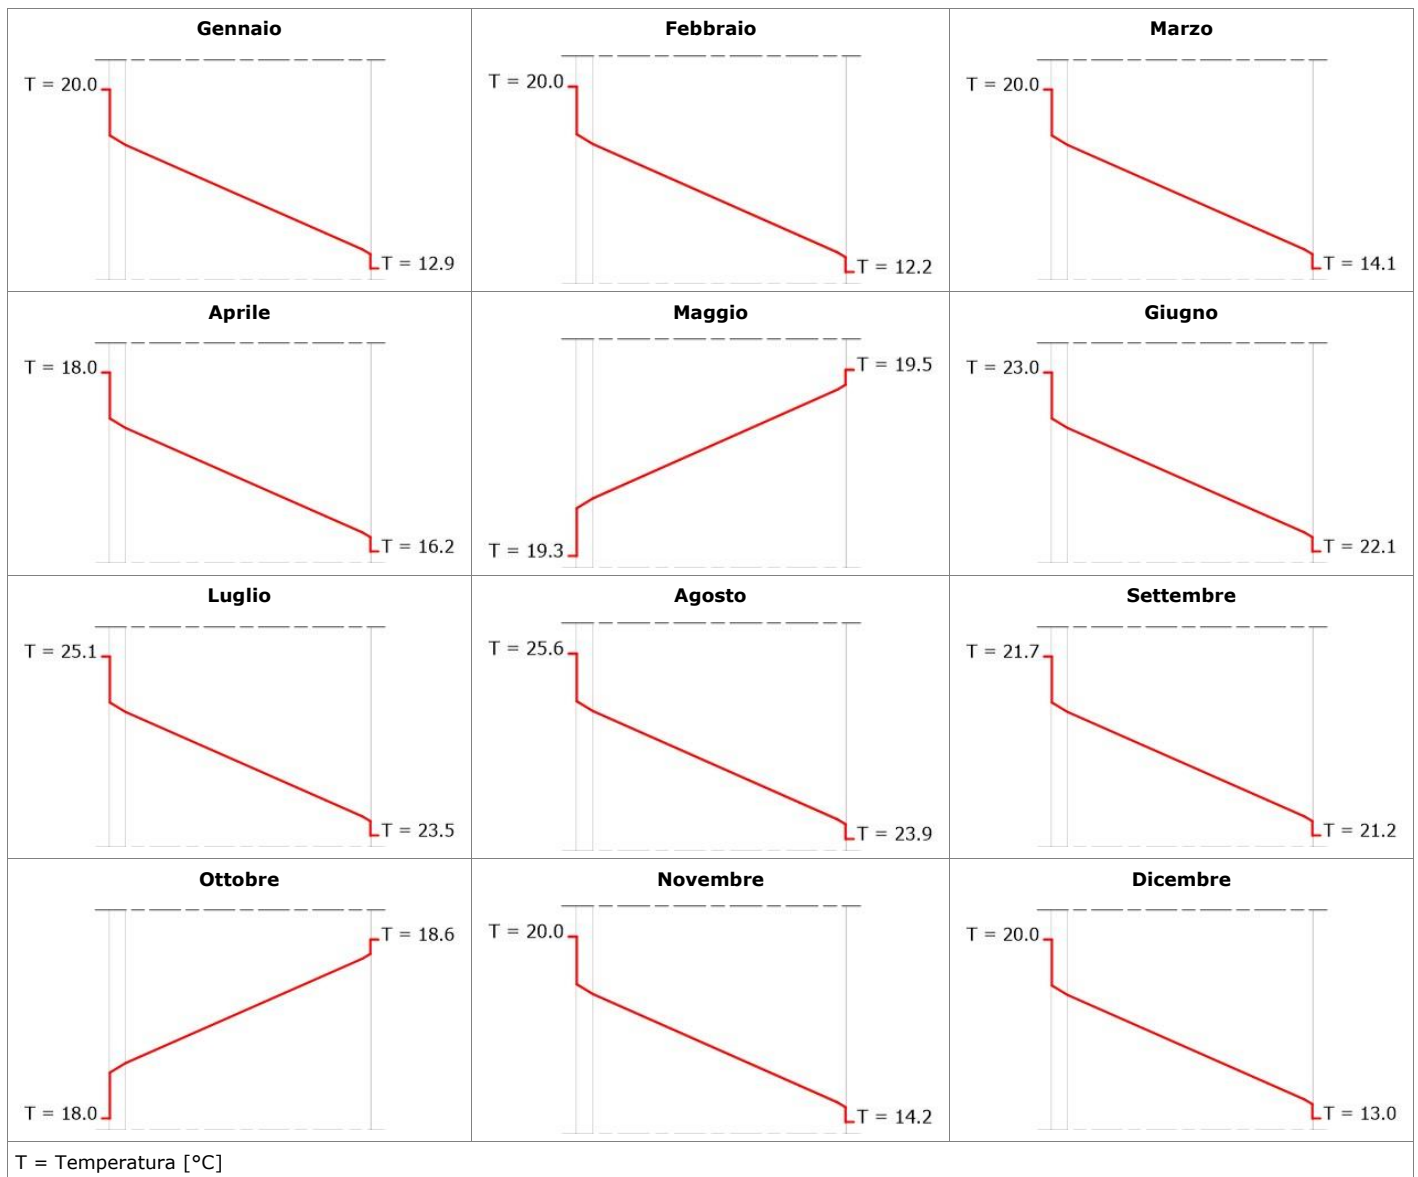 Gennaio
T = 20.0
T = 12.9
Febbraio
T = 20.0
T = 12.2
Marzo
T = 20.0
T = 14.1
Aprile
T = 18.0
T = 16.2
Maggio
T = 19.5
T = 19.3
Giugno
T = 23.0
T = 22.1
Luglio
T = 25.1
T = 23.5
Agosto
T = 25.6
T = 23.9
Settembre
T = 21.7
T = 21.2
Ottobre
T = 18.6
T = 18.0
Novembre
T = 20.0
T = 14.2
Dicembre
T = 20.0
T = 13.0
T = Temperatura [°C]